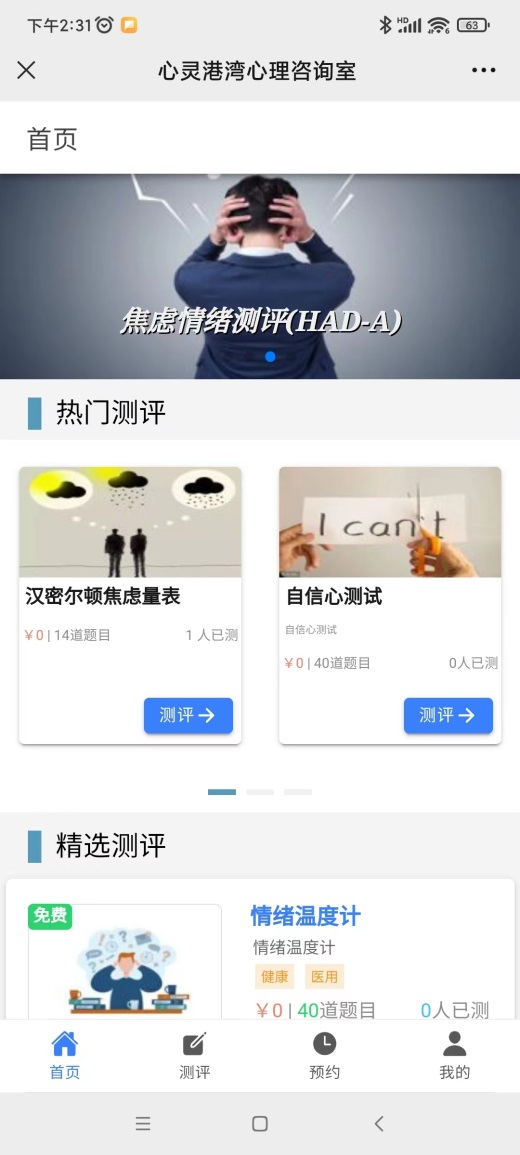 下午2:31
HD
6
63
心灵港湾心理咨询室
首页
焦虑情绪测评(HAD-A)
热门测评
I can't
汉密尔顿焦虑量表
¥0 | 14道题目 1 人已测
测评
自信心测试
自信心测试
¥0 | 40道题目 0人已测
测评
精选测评
免费
情绪温度计
情绪温度计
健康 医用
¥0 | 40道题目 0人已测
首页 测评 预约 我的